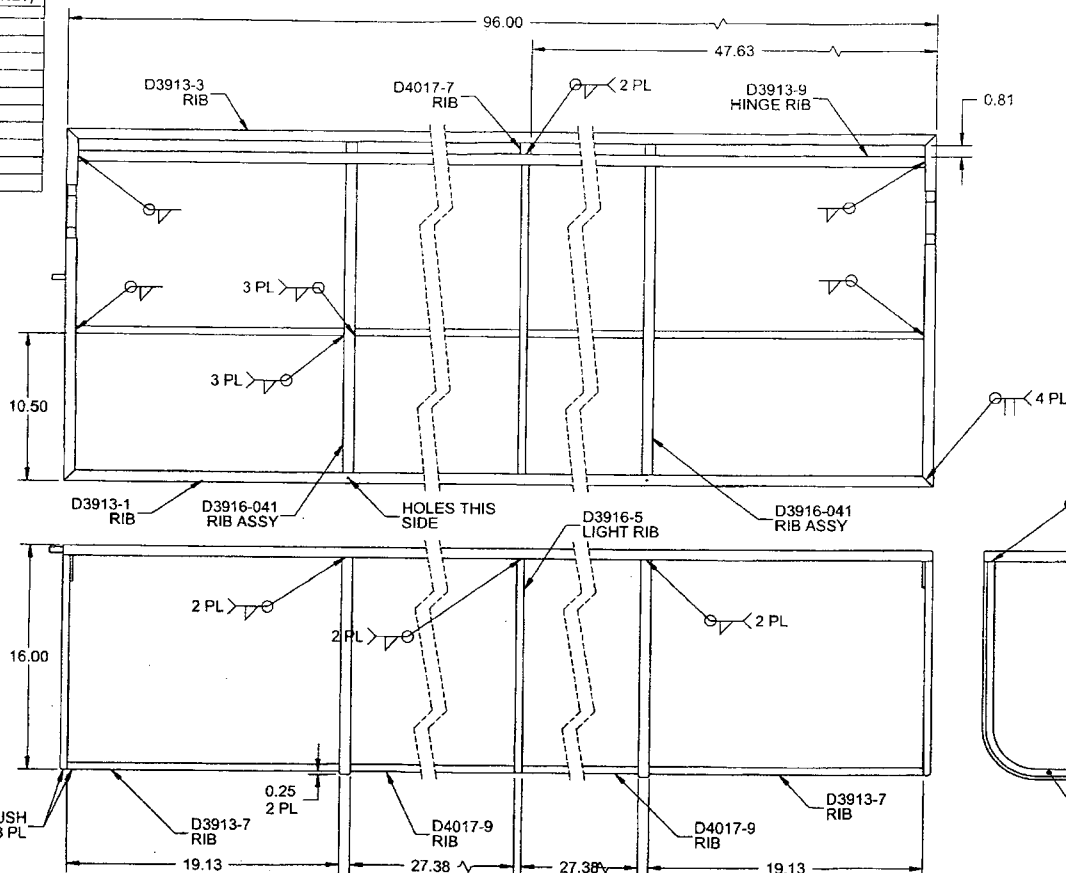 96.00
47.63
D3913-3
RIB
D4017-7
RIB
2 PL
D3913-9
HINGE RIB
0.81
3 PL
3 PL
10.50
4 PL
D3913-1
RIB
D3916-041
RIB ASSY
HOLES THIS
SIDE
D3916-5
LIGHT RIB
D3916-041
RIB ASSY
2 PL
2 PL
2 PL
16.00
0.25
2 PL
D3913-7
RIB
D4017-9
RIB
D4017-9
RIB
D3913-7
RIB
19.13
27.38
27.38
19.13